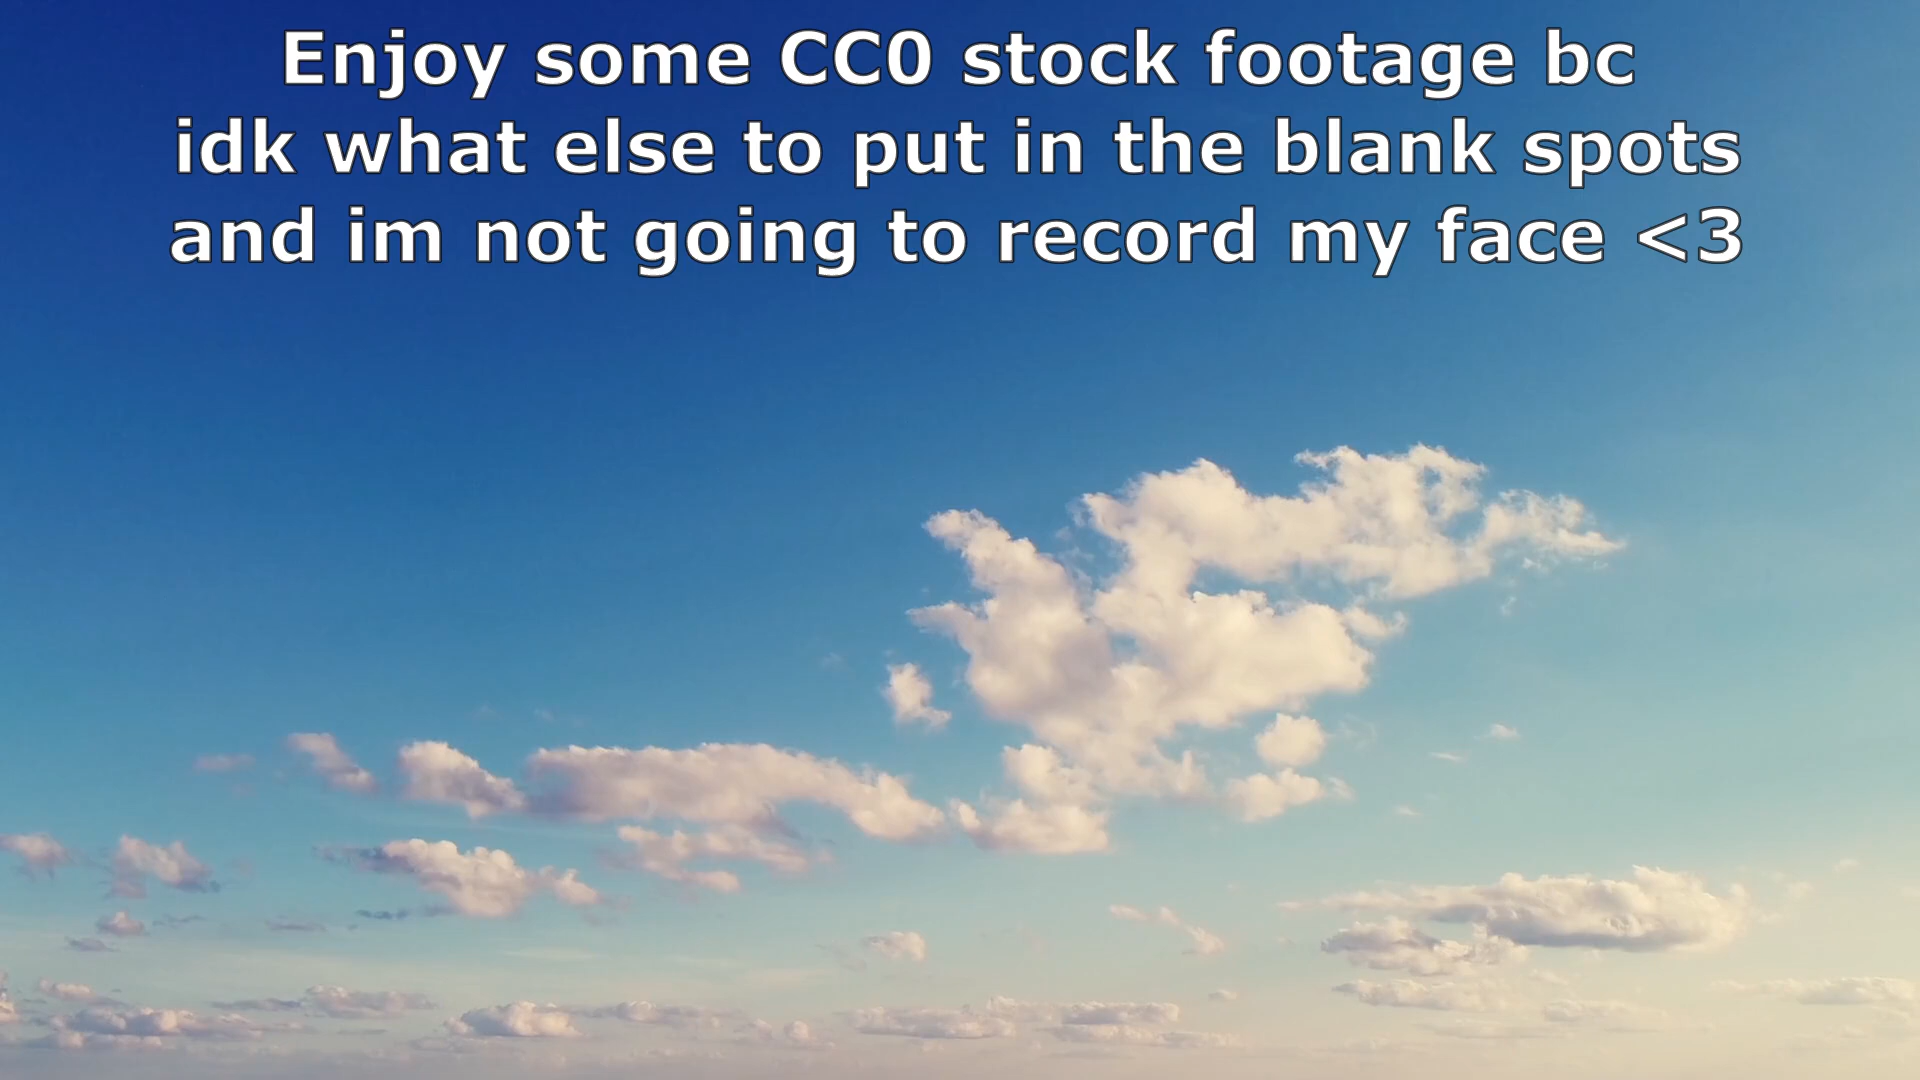 Enjoy some CC0 stock footage bc
idk what else to put in the blank spots
and im not going to record my face <3